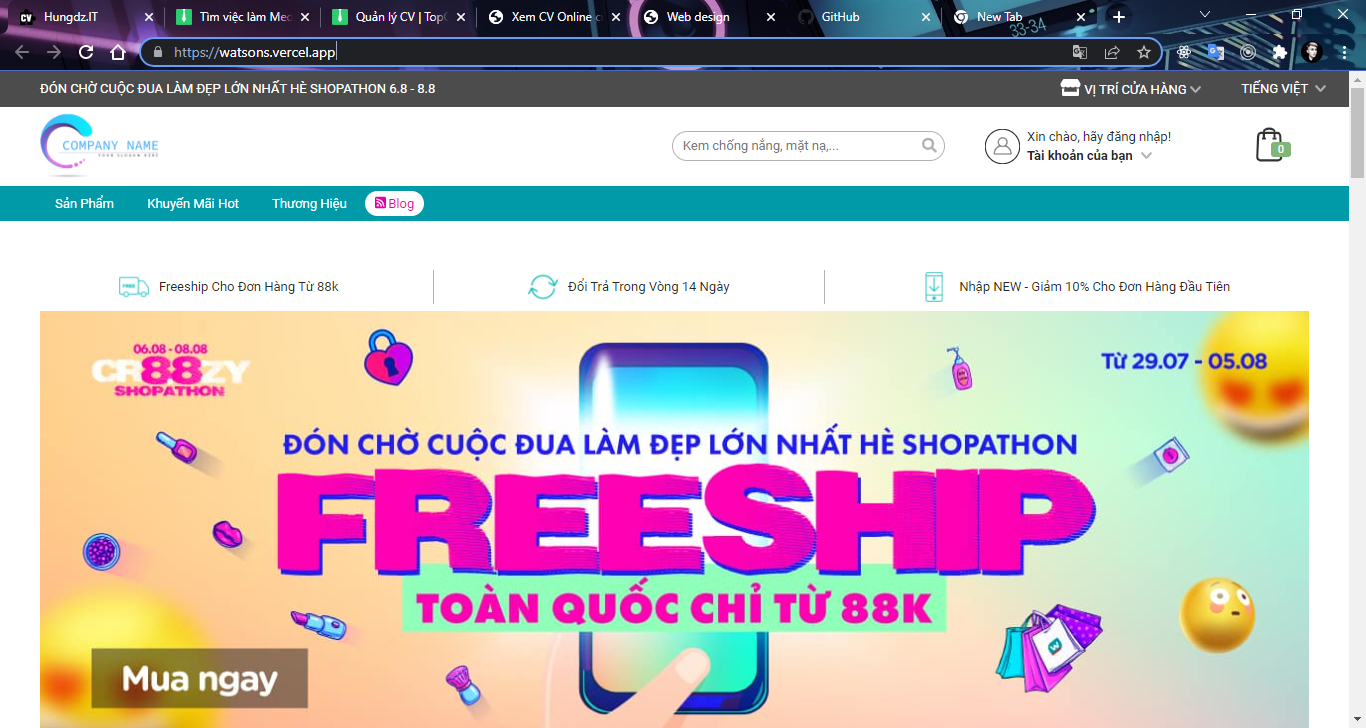 Hungdz.IT
Tìm việc làm Mec
Quản lý CV | Top
Xem CV Online c
Web design
GitHub
New Tab
33-34
https://watsons.vercel.app
ĐÓN CHỜ CUỘC ĐUA LÀM ĐẸP LỚN NHẤT HÈ SHOPATHON 6.8 - 8.8
VỊ TRÍ CỬA HÀNG
TIẾNG VIỆT
COMPANY NAME
YOUR SLOGAN HERE
Kem chống nắng, mặt nạ,...
Xin chào, hãy đăng nhập!
Tài khoản của bạn
0
Sản Phẩm
Khuyến Mãi Hot
Thương Hiệu
Blog
FREE
Freeship Cho Đơn Hàng Từ 88k
Đổi Trả Trong Vòng 14 Ngày
Nhập NEW - Giảm 10% Cho Đơn Hàng Đầu Tiên
06.08 - 08.08
CR88ZY
SHOPATHON
Từ 29.07 - 05.08
ĐÓN CHỜ CUỘC ĐUA LÀM ĐẸP LỚN NHẤT HÈ SHOPATHON
FREESHIP
TOÀN QUỐC CHỈ TỪ 88K
Mua ngay